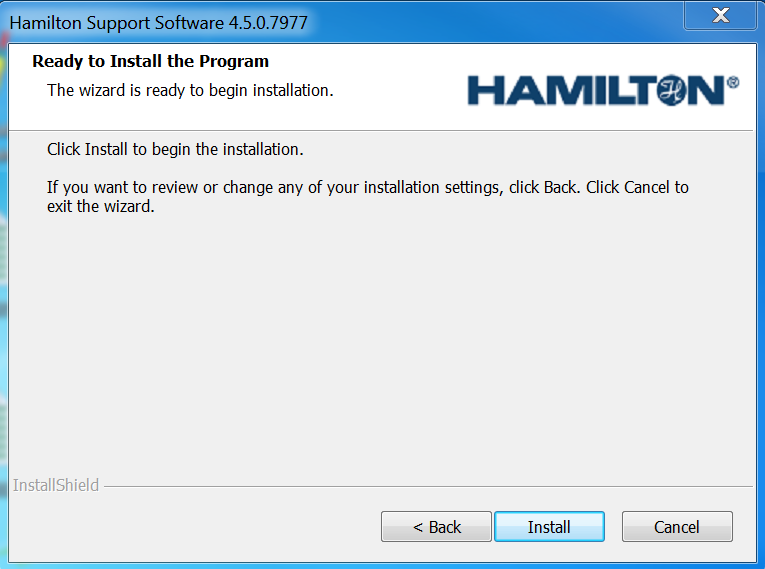 Hamilton Support Software 4.5.0.7977
Ready to Install the Program
The wizard is ready to begin installation.
HAMILTON®
Click Install to begin the installation.
If you want to review or change any of your installation settings, click Back. Click Cancel to
exit the wizard.
InstallShield
< Back
Install
Cancel